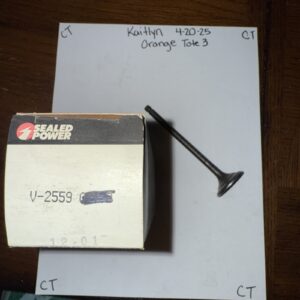 CT
Kaitlyn 4-20-25
CT
Orange Tote 3
SEALED
POWER
V-2559
CT
CT